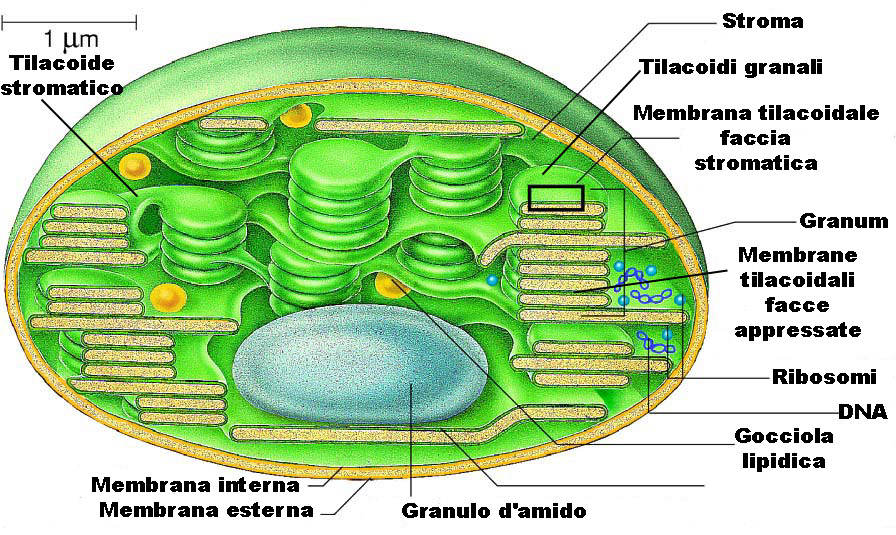 1 μm
Tilacoide
stromatico
Stroma
Tilacoidi granali
Membrana tilacoidale
faccia
stromatica
Granum
Membrane
tilacoidali
facce
appressate
Ribosomi
DNA
Gocciola
lipidica
Membrana interna
Membrana esterna
Granulo d'amido